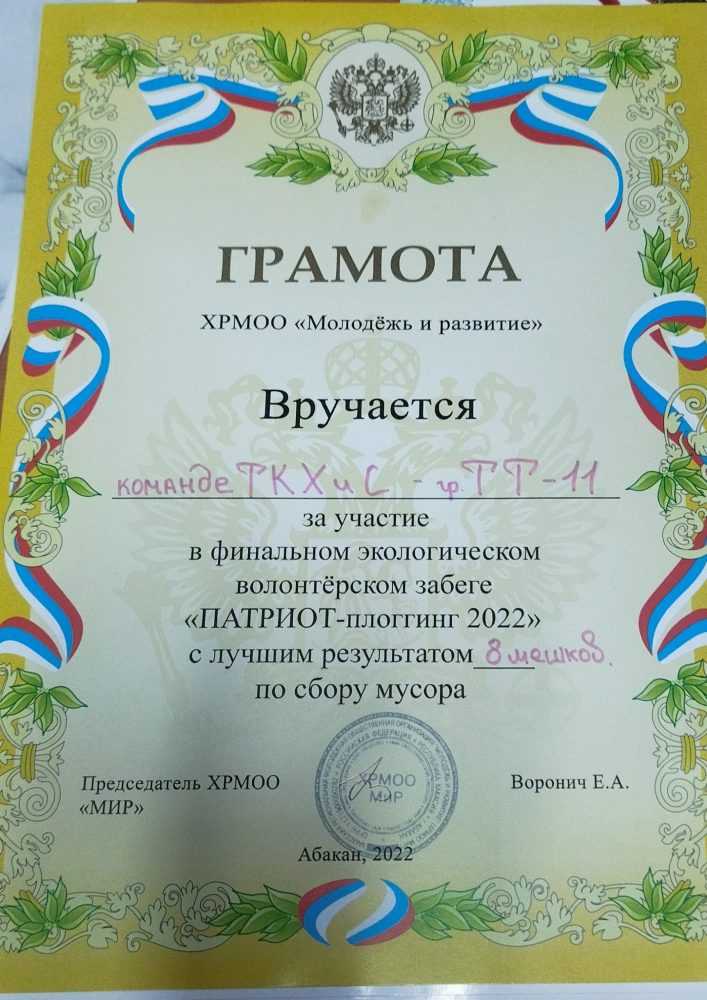 ГРАМОТА
ХРМОО «Молодёжь и развитие»
Вручается
команде ТКХиС - гр. ТТ-11
за участие
в финальном экологическом
волонтёрском забеге
«ПАТРИОТ-плоггинг 2022»
с лучшим результатом 8 мешков.
по сбору мусора
Председатель ХРМОО
«МИР»
ХРМОО
МИР
Воронич Е.А.
Абакан, 2022